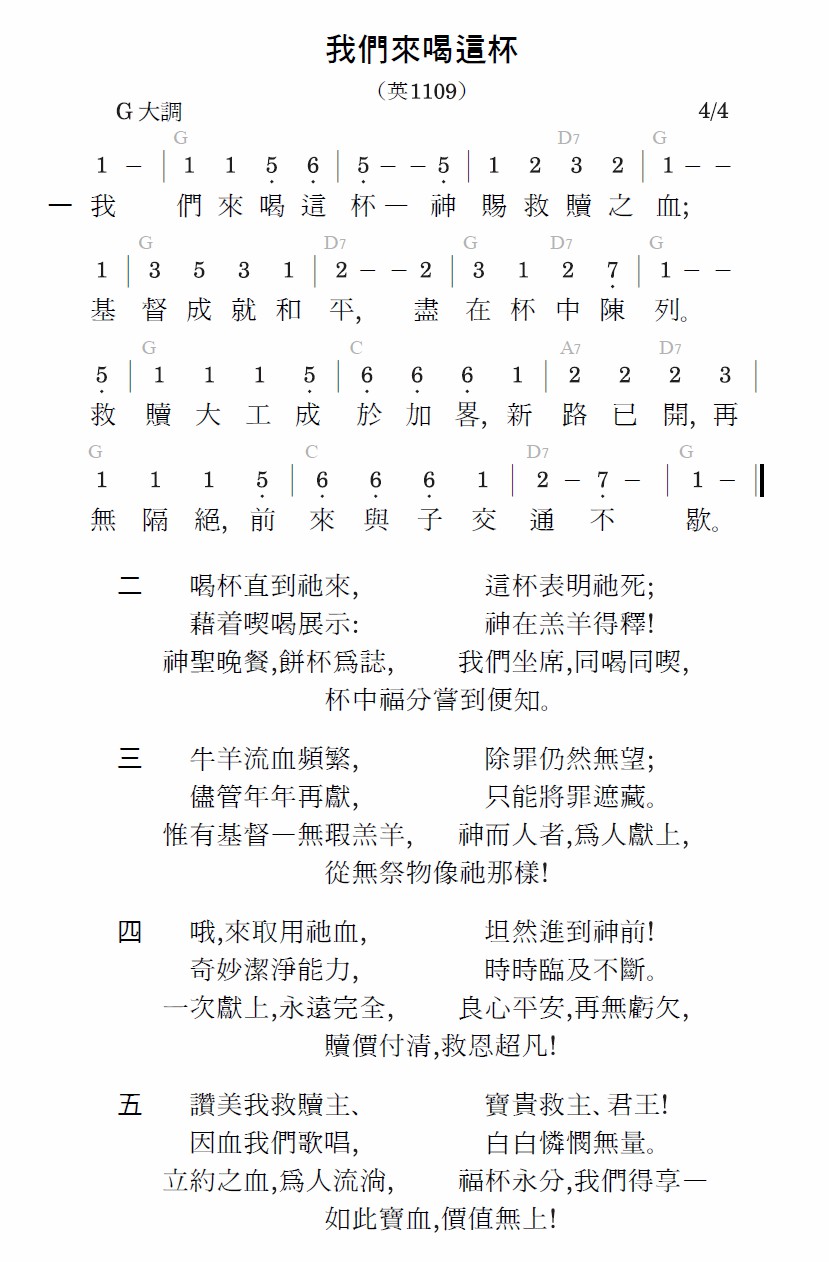 我們來喝這杯
（英1109）
G 大調 4/4
G D7 G
1 – | 1 1 5 6 | 5 – – 5 | 1 2 3 2 | 1 – –
一 我 們 來 喝 這 杯 — 神 賜 救 贖 之 血;
G D7 G D7 G
1 | 3 5 3 1 | 2 – – 2 | 3 1 2 7 | 1 – –
基 督 成 就 和 平, 盡 在 杯 中 陳 列。
G C A7 D7
5 | 1 1 1 5 | 6 6 6 1 | 2 2 2 3 |
救 贖 大 工 成 於 加 畧, 新 路 已 開, 再
G C D7 G
1 1 1 5 | 6 6 6 1 | 2 – 7 – | 1 – ‖
無 隔 絕, 前 來 與 子 交 通 不 歇。
二 喝杯直到祂來, 這杯表明祂死;
藉着喫喝展示: 神在羔羊得釋!
神聖晚餐,餅杯爲誌, 我們坐席,同喝同喫,
杯中福分嘗到便知。
三 牛羊流血頻繁, 除罪仍然無望;
儘管年年再獻, 只能將罪遮藏。
惟有基督—無瑕羔羊, 神而人者,爲人獻上,
從無祭物像祂那樣!
四 哦,來取用祂血, 坦然進到神前!
奇妙潔淨能力, 時時臨及不斷。
一次獻上,永遠完全, 良心平安,再無虧欠,
贖價付清,救恩超凡!
五 讚美我救贖主、 寶貴救主、君王!
因血我們歌唱, 白白憐憫無量。
立約之血,爲人流淌, 福杯永分,我們得享—
如此寶血,價值無上!